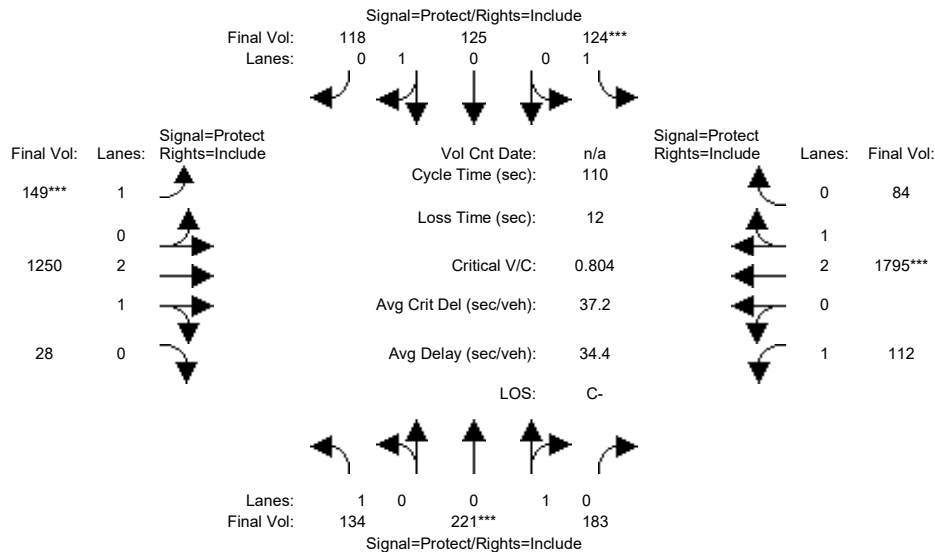 Signal=Protect/Rights=Include
Final Vol: 118 125 124***
Lanes: 0 1 0 0 1
Signal=Protect Signal=Protect
Final Vol: Lanes: Rights=Include Vol Cnt Date: n/a Rights=Include Lanes: Final Vol:
Cycle Time (sec): 110
149*** 1 0 84
Loss Time (sec): 12
0 1
1250 2 Critical V/C: 0.804 2 1795***
1 Avg Crit Del (sec/veh): 37.2 0
28 0 Avg Delay (sec/veh): 34.4 1 112
LOS: C-
Lanes: 1 0 0 1 0
Final Vol: 134 221*** 183
Signal=Protect/Rights=Include